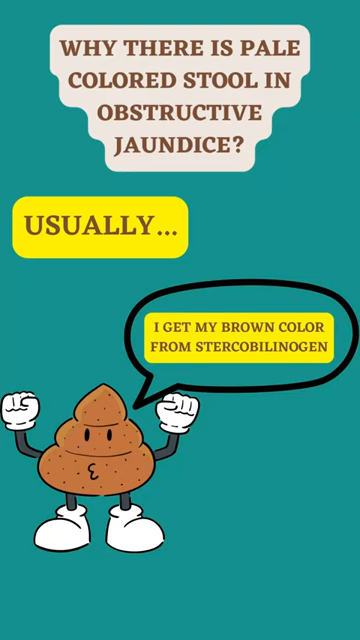 WHY THERE IS PALE
COLORED STOOL IN
OBSTRUCTIVE
JAUNDICE?
USUALLY...
I GET MY BROWN COLOR
FROM STERCOBILINOGEN